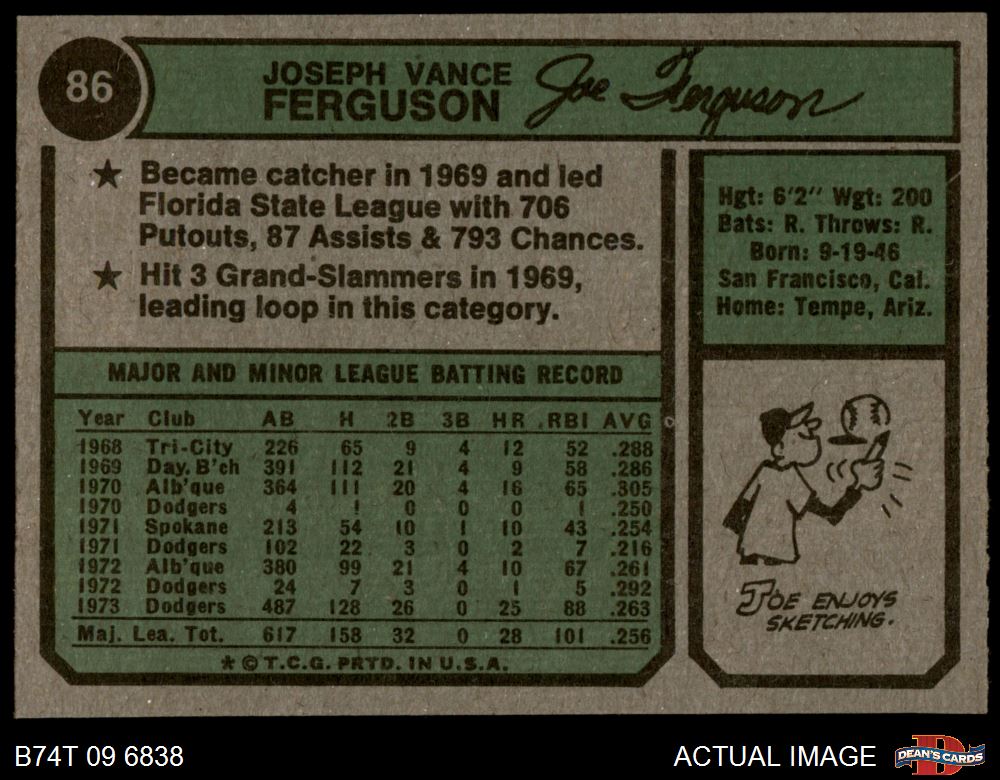 86
JOSEPH VANCE
FERGUSON
Joe Ferguson
★ Became catcher in 1969 and led
Florida State League with 706
Putouts, 87 Assists & 793 Chances.
★ Hit 3 Grand-Slammers in 1969,
leading loop in this category.
Hgt: 6'2" Wgt: 200
Bats: R. Throws: R.
Born: 9-19-46
San Francisco, Cal.
Home: Tempe, Ariz.
MAJOR AND MINOR LEAGUE BATTING RECORD
Year Club AB H 2B 3B HR RBI AVG
1968 Tri-City 226 65 9 4 12 52 .288
1969 Day. B'ch 391 112 21 4 9 58 .286
1970 Alb'que 364 111 20 4 16 65 .305
1970 Dodgers 4 1 0 0 0 1 .250
1971 Spokane 213 54 10 1 10 43 .254
1971 Dodgers 102 22 3 0 2 7 .216
1972 Alb'que 380 99 21 4 10 67 .261
1972 Dodgers 24 7 3 0 1 5 .292
1973 Dodgers 487 128 26 0 25 88 .263
Maj. Lea. Tot. 617 158 32 0 28 101 .256
* © T.C.G. PRTD. IN U.S.A.
JOE ENJOYS
SKETCHING.
B74T 09 6838
ACTUAL IMAGE
DEAN'S CARDS